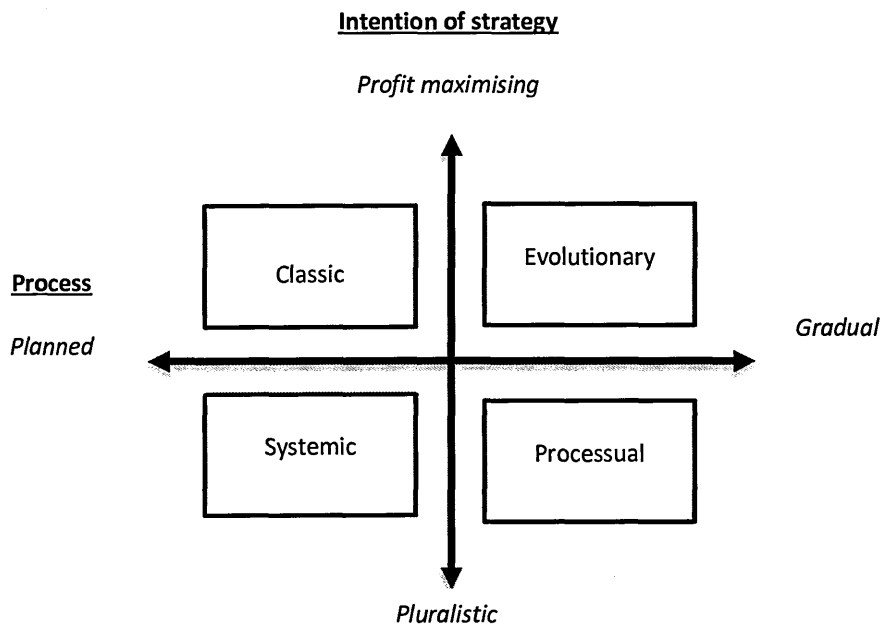 Intention of strategy
Profit maximising
Classic
Evolutionary
Process
Planned
Gradual
Systemic
Processual
Pluralistic